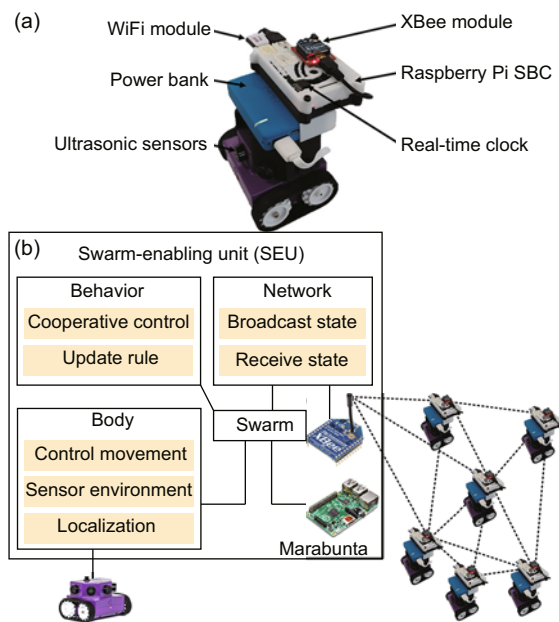 (a)
WiFi module
XBee module
Power bank
Raspberry Pi SBC
Ultrasonic sensors
Real-time clock
(b)
Swarm-enabling unit (SEU)
Behavior
Cooperative control
Update rule
Network
Broadcast state
Receive state
Swarm
XBee
Body
Control movement
Sensor environment
Localization
Marabunta